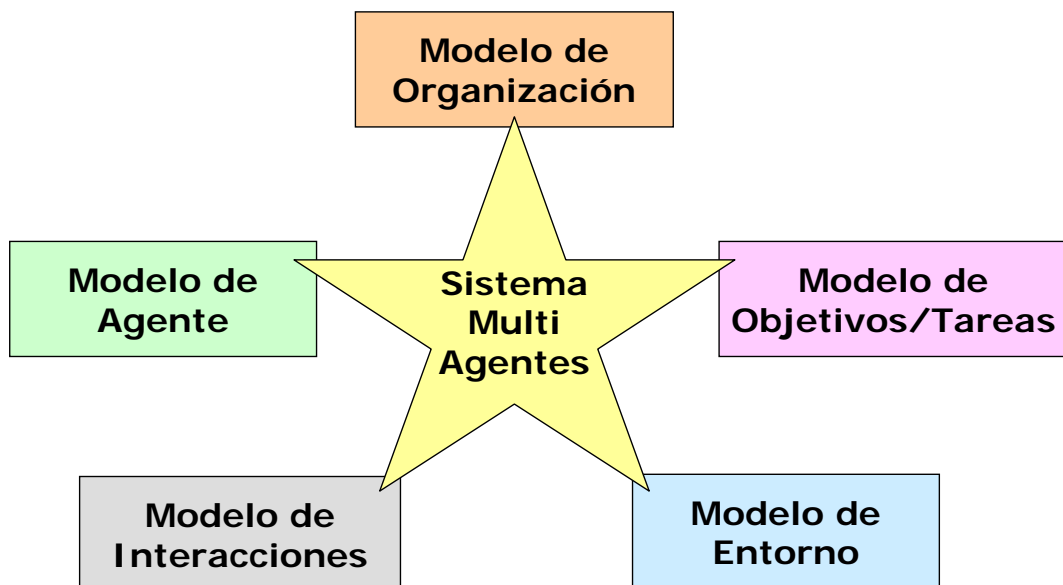 Modelo de
Organización
Modelo de
Agente
Sistema
Multi
Agentes
Modelo de
Objetivos/Tareas
Modelo de
Interacciones
Modelo de
Entorno